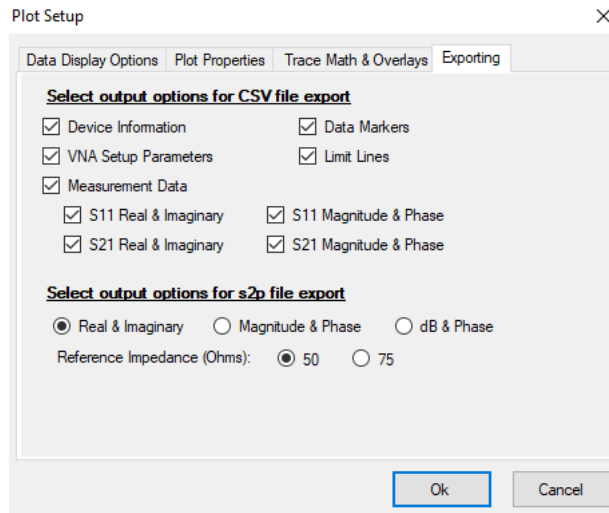 Plot Setup
Data Display Options Plot Properties Trace Math & Overlays Exporting
Select output options for CSV file export
Device Information Data Markers
VNA Setup Parameters Limit Lines
Measurement Data
S11 Real & Imaginary S11 Magnitude & Phase
S21 Real & Imaginary S21 Magnitude & Phase
Select output options for s2p file export
Real & Imaginary Magnitude & Phase dB & Phase
Reference Impedance (Ohms): 50 75
Ok Cancel